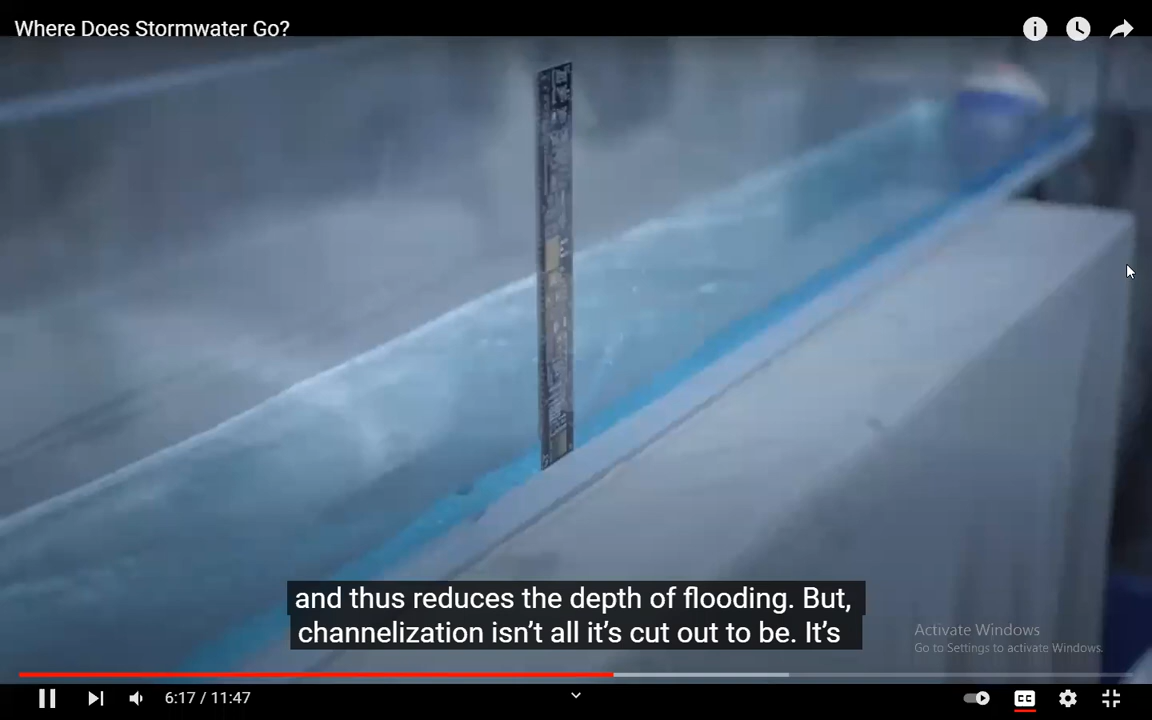 Where Does Stormwater Go?
and thus reduces the depth of flooding. But,
channelization isn’t all it’s cut out to be. It’s
Activate Windows
Go to Settings to activate Windows.
6:17 / 11:47
CC